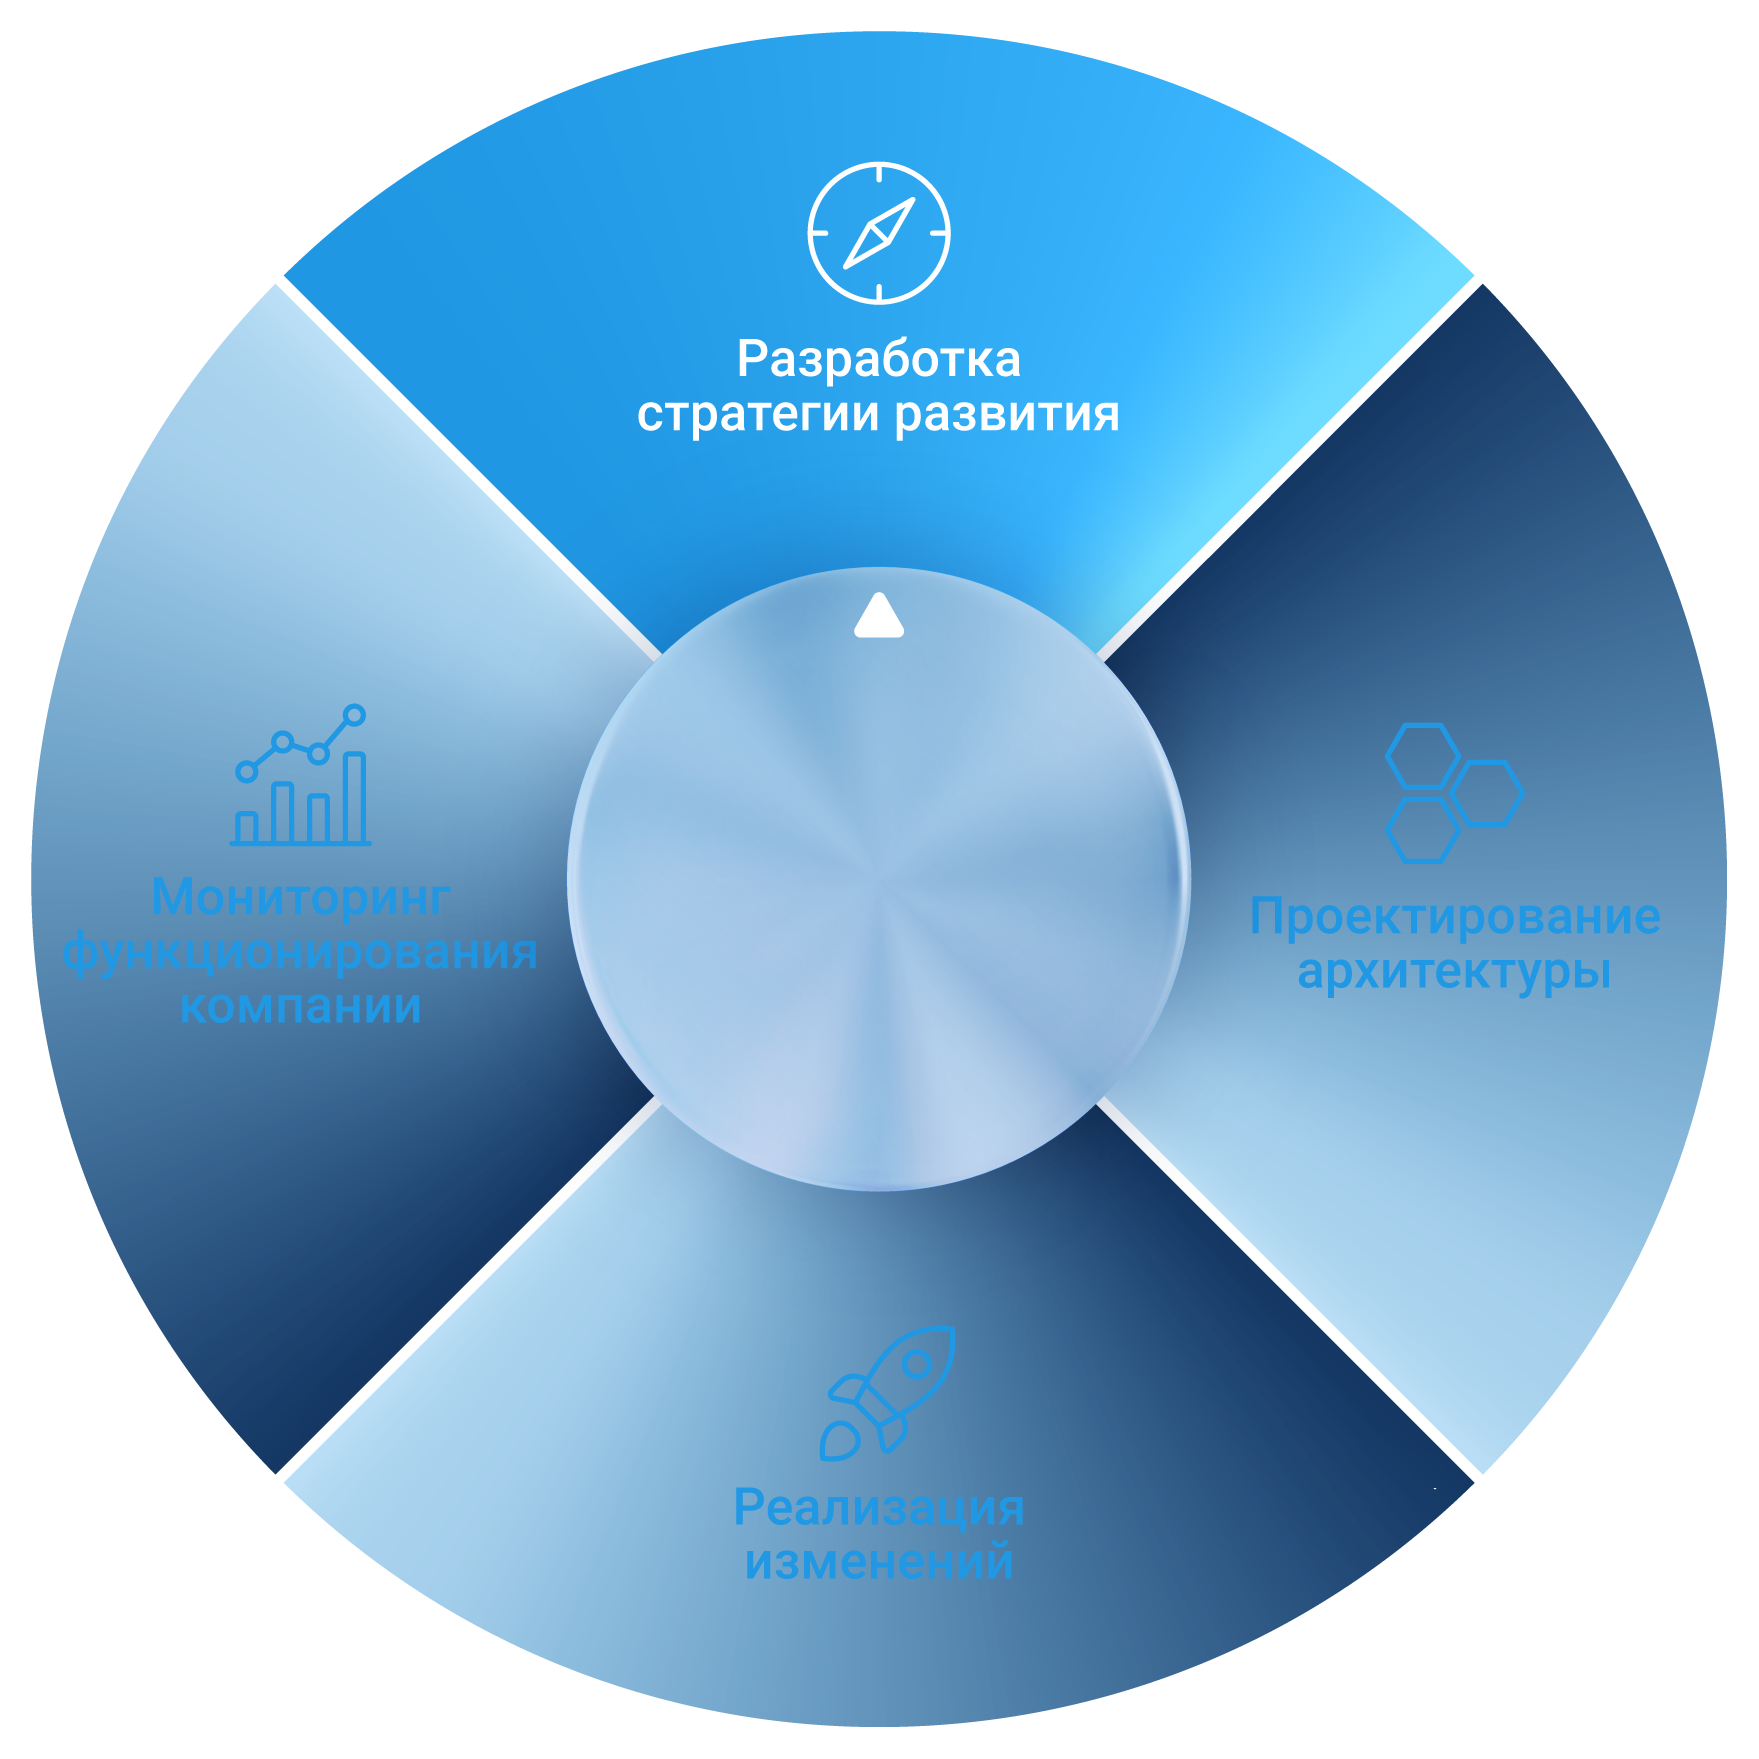 Разработка
стратегии развития
Проектирование
архитектуры
Реализация
изменений
Мониторинг
функционирования
компании